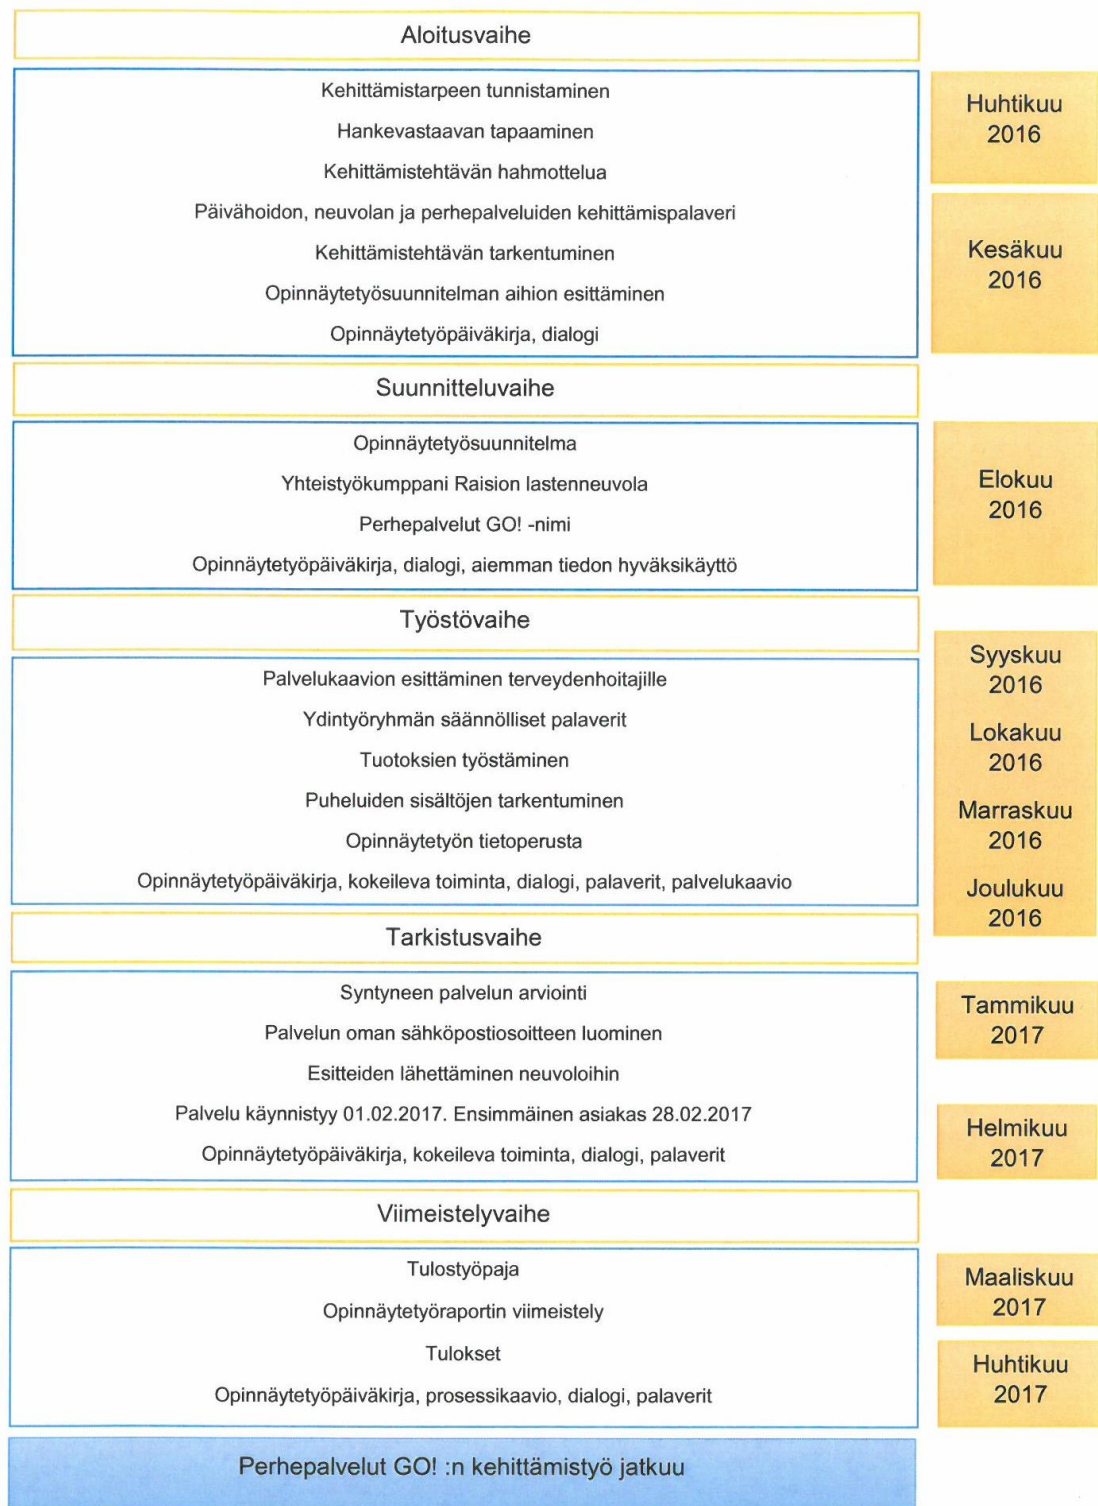 Aloitusvaihe
Kehittämistarpeen tunnistaminen
Hankevastaavan tapaaminen
Kehittämistehtävän hahmottelua
Päivähoidon, neuvolan ja perhepalveluiden kehittämispalaveri
Kehittämistehtävän tarkentuminen
Opinnäytetyösuunnitelman aihion esittäminen
Opinnäytetyöpäiväkirja, dialogi
Huhtikuu
2016
Kesäkuu
2016
Suunnitteluvaihe
Opinnäytetyösuunnitelma
Yhteistyökumppani Raision lastenneuvola
Perhepalvelut GO! -nimi
Opinnäytetyöpäiväkirja, dialogi, aiemman tiedon hyväksikäyttö
Elokuu
2016
Työstövaihe
Palvelukaavion esittäminen terveydenhoitajille
Ydintyöryhmän säännölliset palaverit
Tuotoksien työstäminen
Puheluiden sisältöjen tarkentuminen
Opinnäytetyön tietoperusta
Opinnäytetyöpäiväkirja, kokeileva toiminta, dialogi, palaverit, palvelukaavio
Syyskuu
2016
Lokakuu
2016
Marraskuu
2016
Joulukuu
2016
Tarkistusvaihe
Syntyneen palvelun arviointi
Palvelun oman sähköpostiosoitteen luominen
Esitteiden lähettäminen neuvoloihin
Palvelu käynnistyy 01.02.2017. Ensimmäinen asiakas 28.02.2017
Opinnäytetyöpäiväkirja, kokeileva toiminta, dialogi, palaverit
Tammikuu
2017
Helmikuu
2017
Viimeistelyvaihe
Tulostyöpaja
Opinnäytetyöraportin viimeistely
Tulokset
Opinnäytetyöpäiväkirja, prosessikaavio, dialogi, palaverit
Maaliskuu
2017
Huhtikuu
2017
Perhepalvelut GO! :n kehittämistyö jatkuu